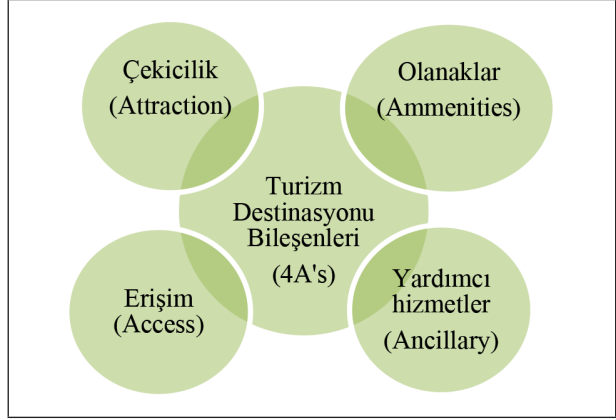 Çekicilik
(Attraction)
Olanaklar
(Ammenities)
Turizm
Destinasyonu
Bileşenleri
(4A's)
Erişim
(Access)
Yardımcı
hizmetler
(Ancillary)